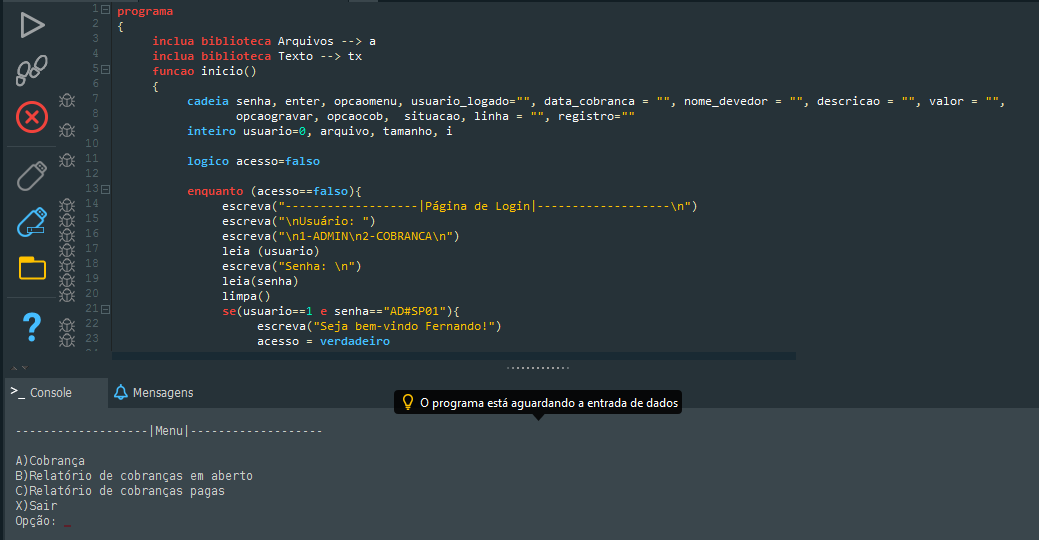 1 programa
2 {
3 inclua biblioteca Arquivos --> a
4 inclua biblioteca Texto --> tx
5 funcao inicio()
6 {
7 cadeia senha, enter, opcaomenu, usuario_logado="", data_cobranca = "", nome_devedor = "", descricao = "", valor = "",
8 opcaogravar, opcaocob,  situacao, linha = "", registro=""
9 inteiro usuario=0, arquivo, tamanho, i
10
11 logico acesso=falso
12
13 enquanto (acesso==falso){
14 escreva("-------------------|Página de Login|-------------------\n")
15 escreva("\nUsuário: ")
16 escreva("\n1-ADMIN\n2-COBRANCA\n")
17 leia (usuario)
18 escreva("Senha: \n")
19 leia(senha)
20 limpa()
21 se(usuario==1 e senha=="AD#SP01"){
22 escreva("Seja bem-vindo Fernando!")
23 acesso = verdadeiro
>_ Console
Mensagens
O programa está aguardando a entrada de dados
-------------------|Menu|-------------------
A)Cobrança
B)Relatório de cobranças em aberto
C)Relatório de cobranças pagas
X)Sair
Opção: _